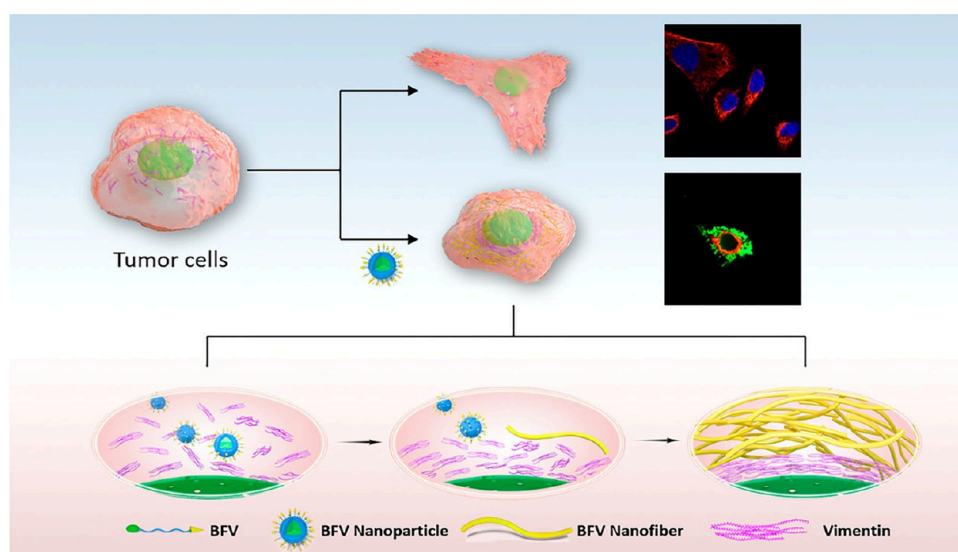 Tumor cells
BFV
BFV Nanoparticle
BFV Nanofiber
Vimentin